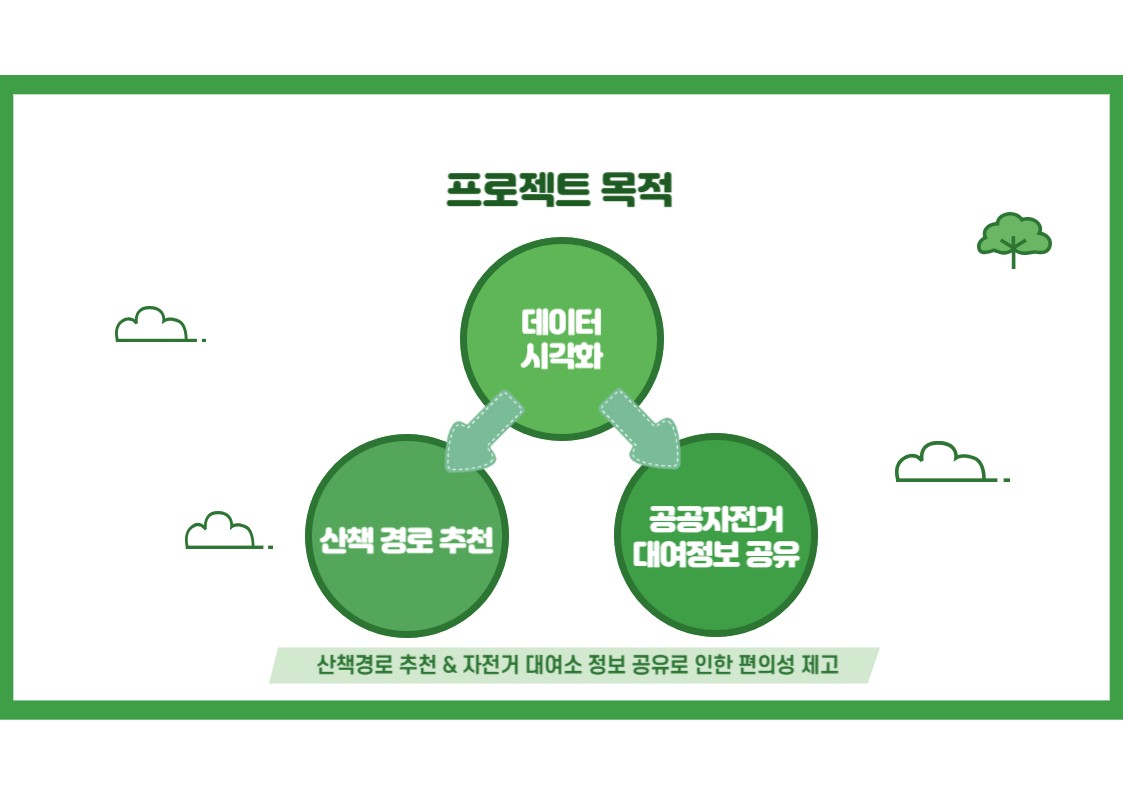 프로젝트 목적
데이터
시각화
산책 경로 추천
공공자전거
대여정보 공유
산책경로 추천 & 자전거 대여소 정보 공유로 인한 편의성 제고